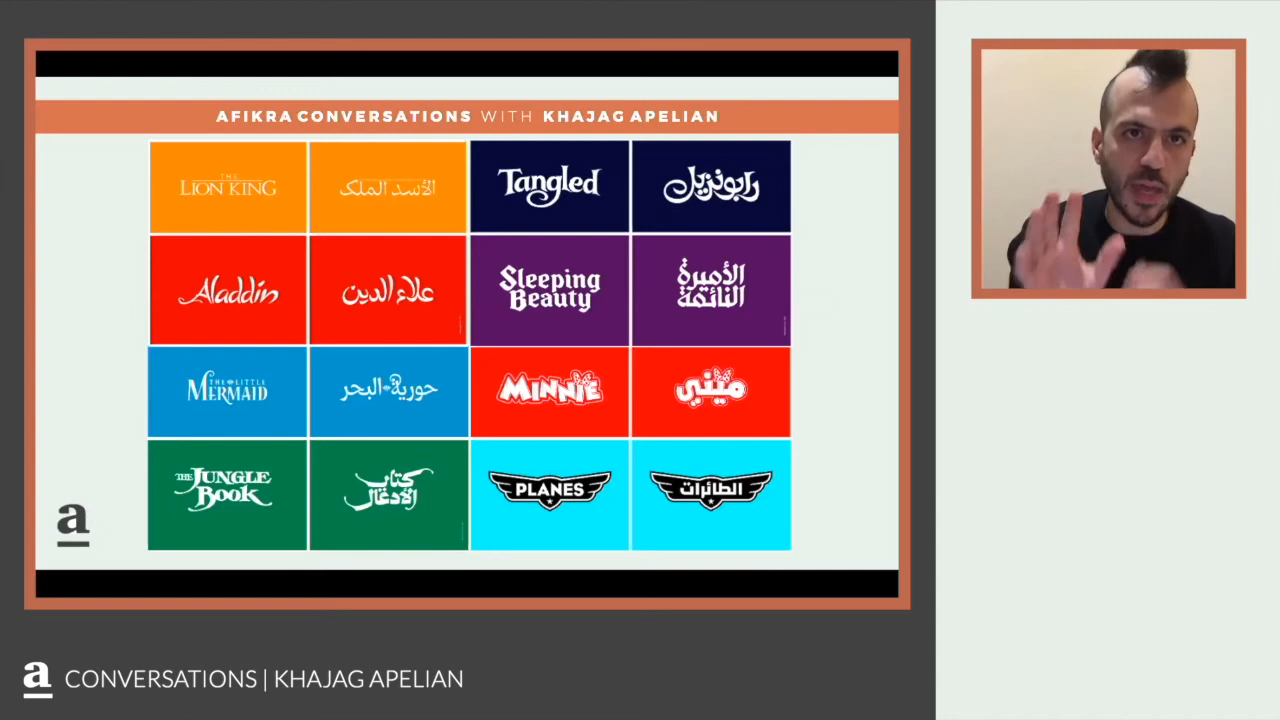 AFIKRA CONVERSATIONS WITH KHAJAG APELIAN
THE
LION KING
الأسد الملك
Tangled
رابونزيل
Aladdin
علاء الدين
Sleeping
Beauty
الأميرة
النائمة
THE LITTLE
MERMAID
حورية البحر
MINNIE
ميني
THE JUNGLE
BOOK
كتاب
الأدغال
PLANES
الطائرات
a
a CONVERSATIONS | KHAJAG APELIAN